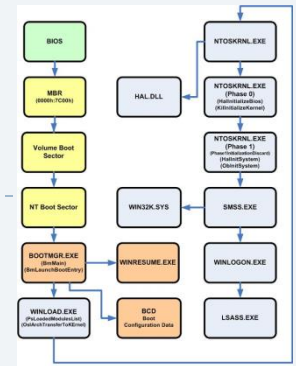 BIOS
MBR
(0000h:7C00h)
Volume Boot
Sector
NT Boot Sector
BOOTMGR.EXE
(BmMain)
(BmLaunchBootEntry)
WINLOAD.EXE
(PsLoadedModulesList)
(OslArchTransferToKernel)
HAL.DLL
WIN32K.SYS
WINRESUME.EXE
BCD
Boot
Configuration Data
NTOSKRNL.EXE
NTOSKRNL.EXE
(Phase 0)
(HalInitializeBios)
(KiInitializeKernel)
NTOSKRNL.EXE
(Phase 1)
(Phase1InitializationDiscard)
(HalInitSystem)
(ObInitSystem)
SMSS.EXE
WINLOGON.EXE
LSASS.EXE